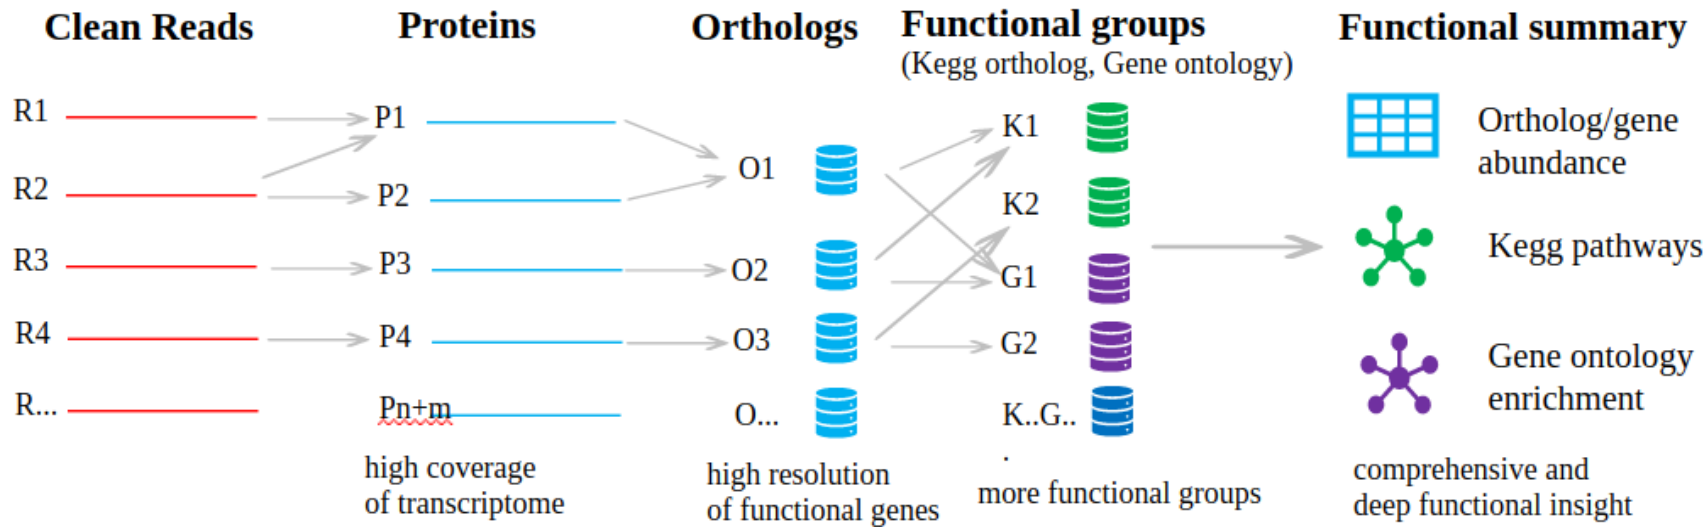 Clean Reads
Proteins
Orthologs
Functional groups
(Kegg ortholog, Gene ontology)
Functional summary
R1
P1
O1
K1
Ortholog/gene
abundance
R2
P2
K2
Kegg pathways
R3
P3
O2
G1
R4
P4
O3
G2
Gene ontology
enrichment
R...
Pn+m
O...
K..G..
.
high coverage
of transcriptome
high resolution
of functional genes
more functional groups
comprehensive and
deep functional insight